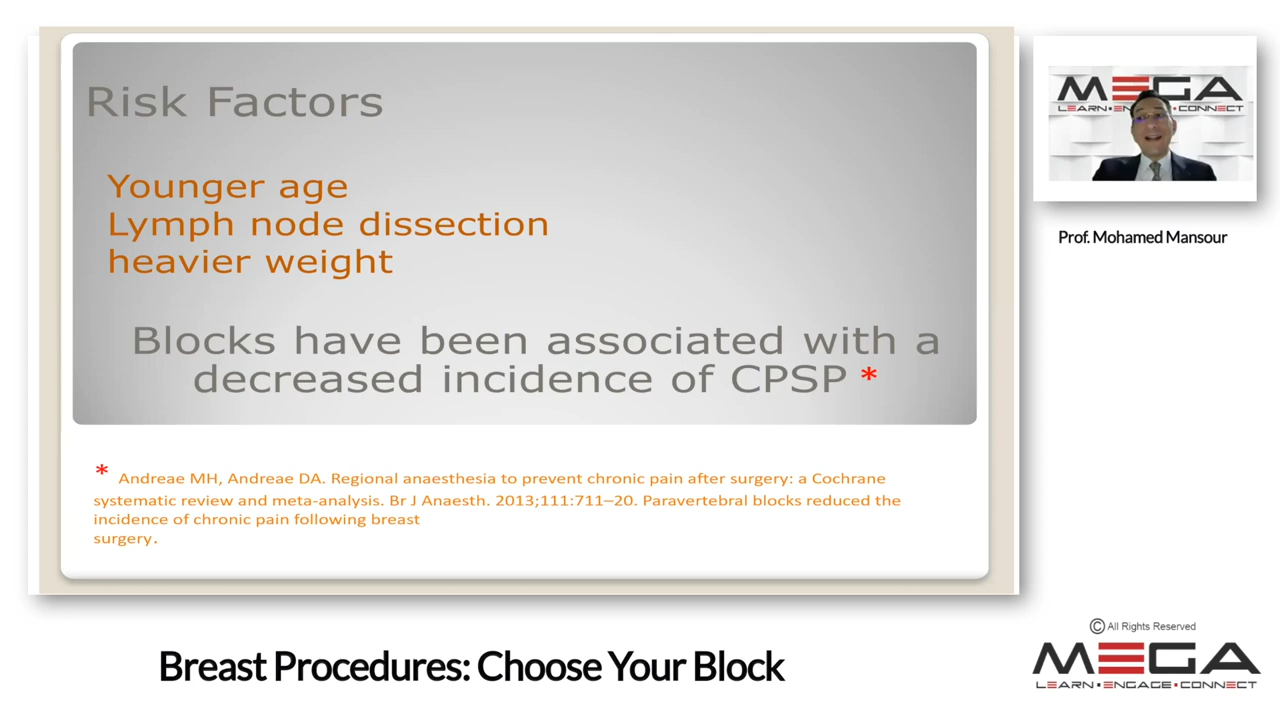 Risk Factors
Younger age
Lymph node dissection
heavier weight
Blocks have been associated with a
decreased incidence of CPSP *
* Andreae MH, Andreae DA. Regional anaesthesia to prevent chronic pain after surgery: a Cochrane
systematic review and meta-analysis. Br J Anaesth. 2013;111:711–20. Paravertebral blocks reduced the
incidence of chronic pain following breast
surgery.
MEGA
LEARN•ENGAGE•CONNECT
Prof. Mohamed Mansour
Breast Procedures: Choose Your Block
© All Rights Reserved
MEGA
LEARN•ENGAGE•CONNECT